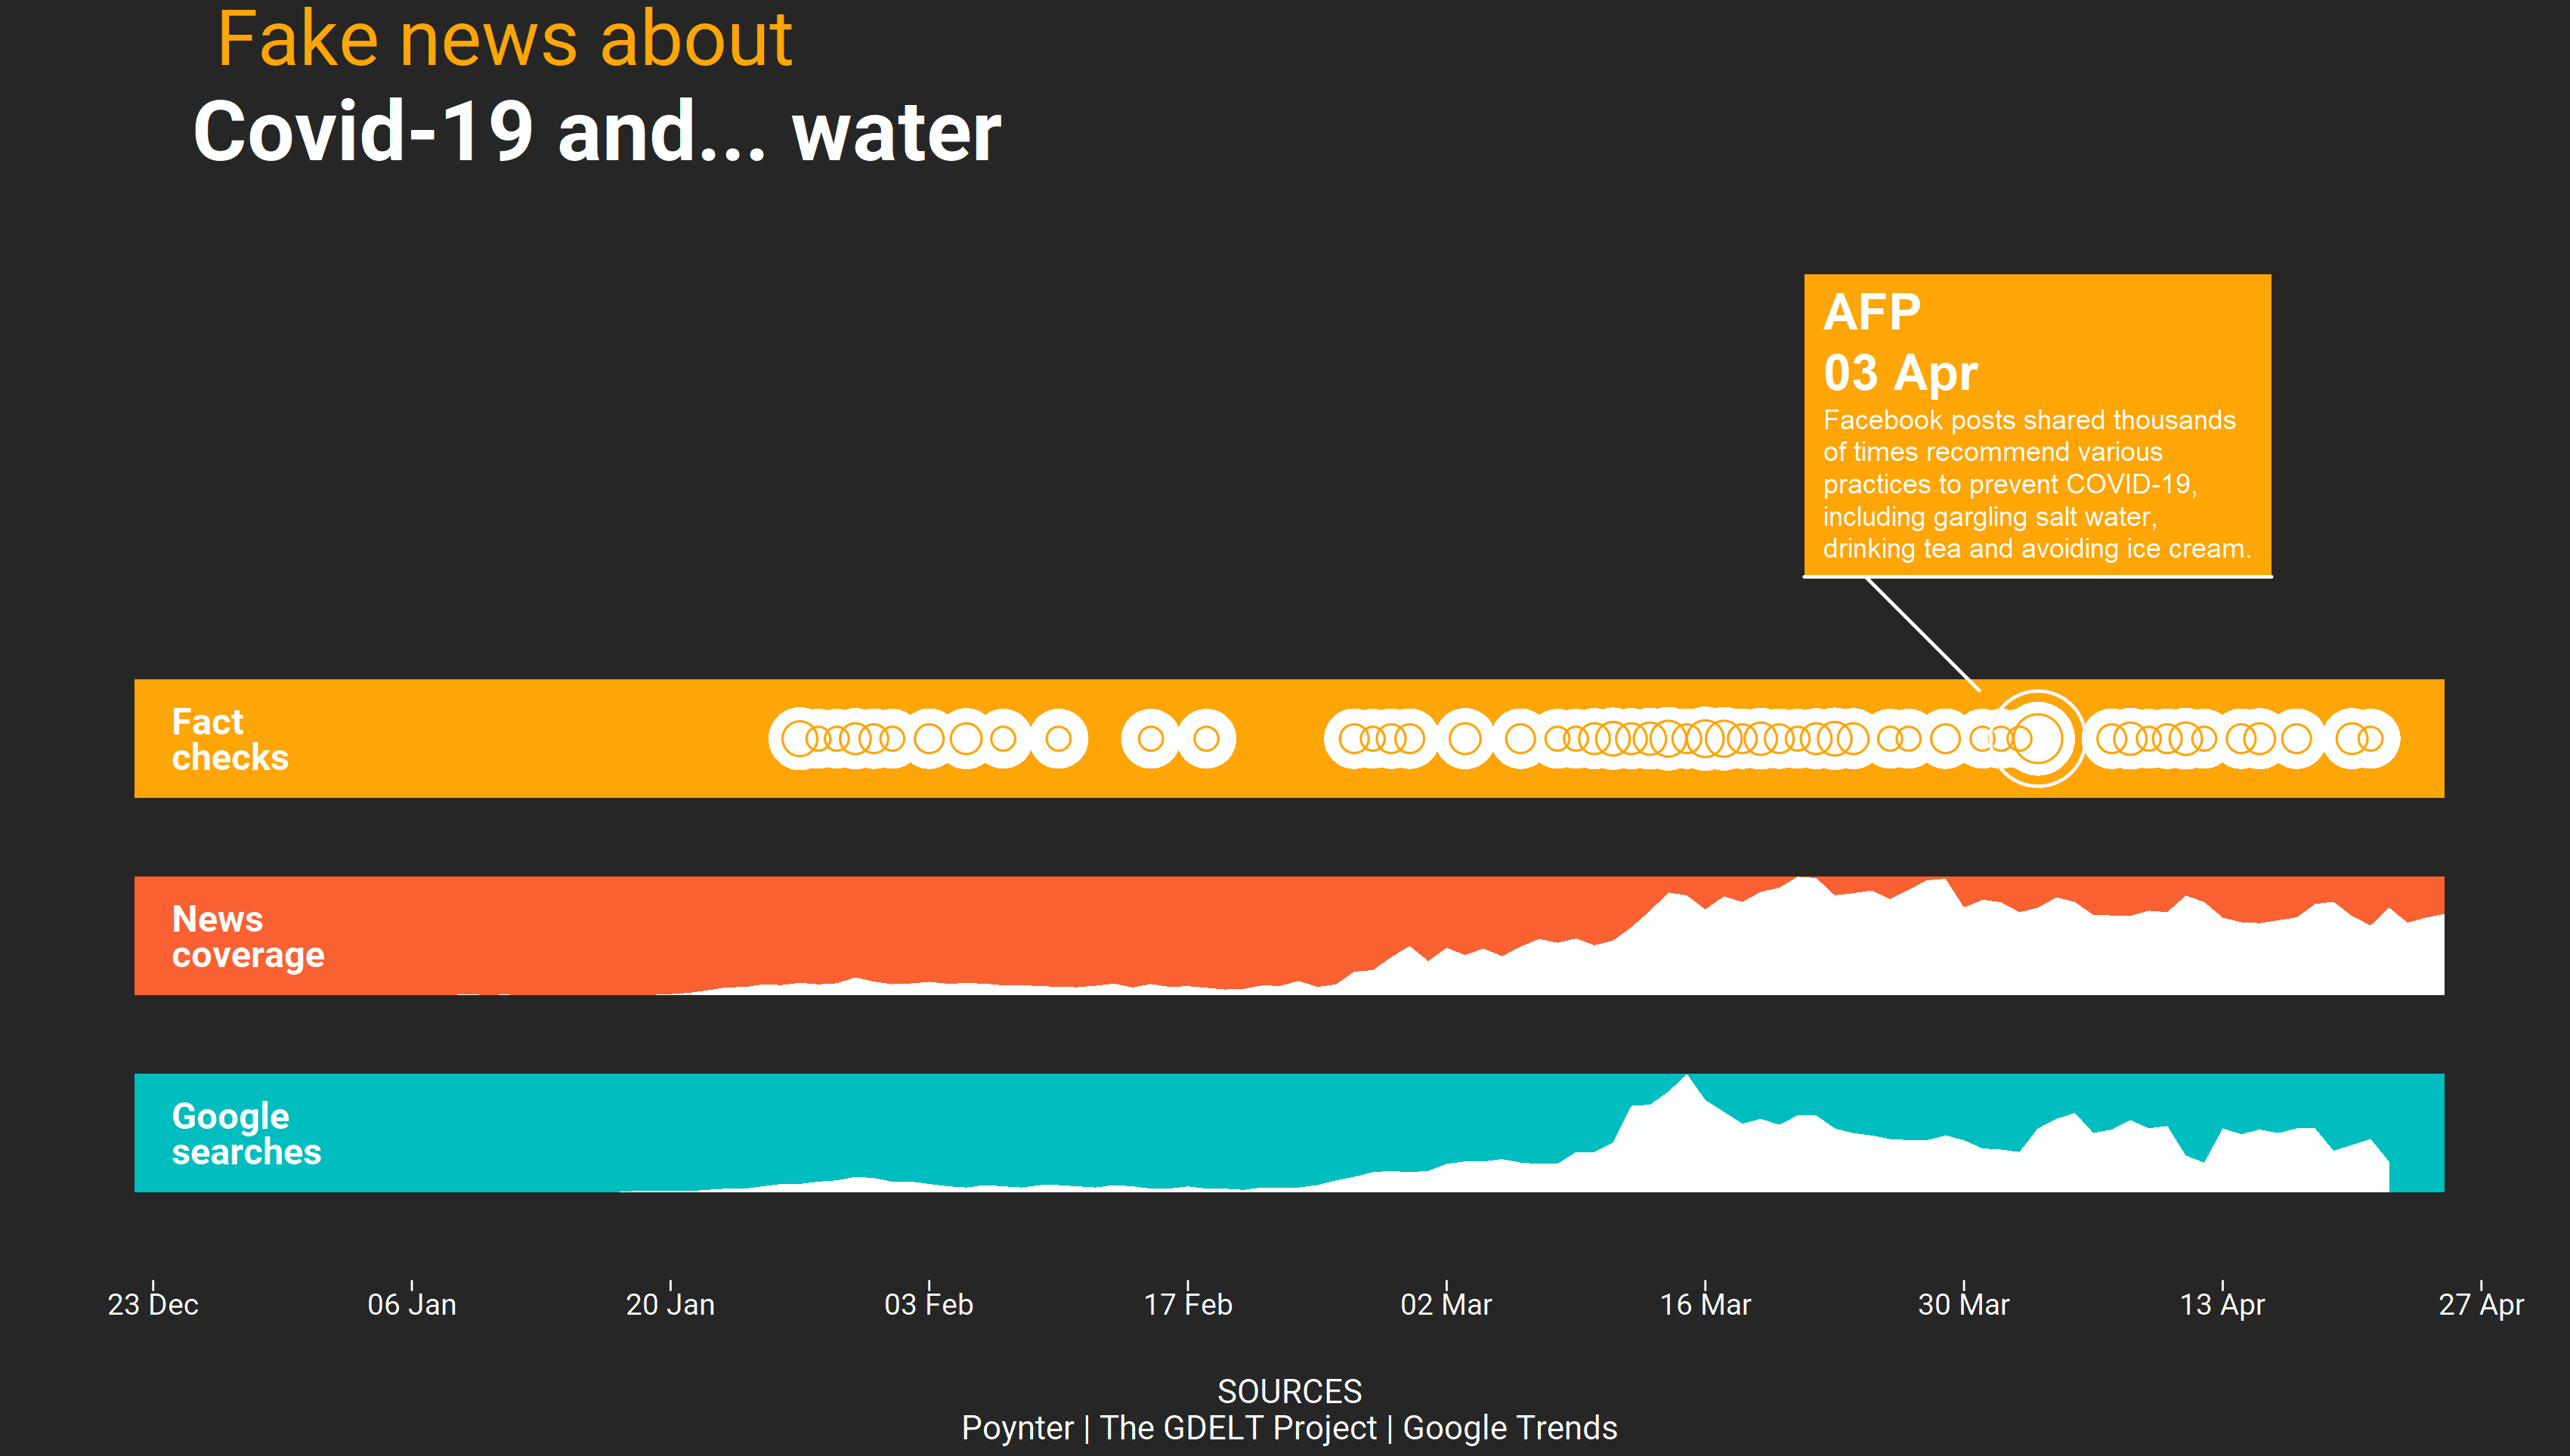 Fake news about
Covid-19 and... water
AFP
03 Apr
Facebook posts shared thousands
of times recommend various
practices to prevent COVID-19,
including gargling salt water,
drinking tea and avoiding ice cream.
Fact
checks
News
coverage
Google
searches
23 Dec
06 Jan
20 Jan
03 Feb
17 Feb
02 Mar
16 Mar
30 Mar
13 Apr
27 Apr
SOURCES
Poynter | The GDELT Project | Google Trends